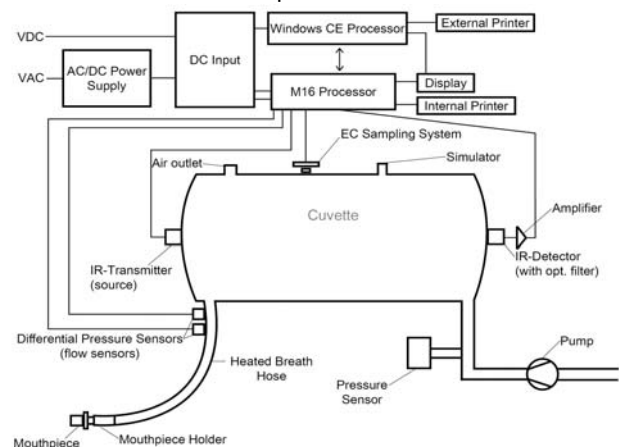 Windows CE Processor
External Printer
VDC
DC Input
VAC
AC/DC Power
Supply
Display
M16 Processor
Internal Printer
EC Sampling System
Air outlet
Simulator
Cuvette
Amplifier
IR-Transmitter
(source)
IR-Detector
(with opt. filter)
Differential Pressure Sensors
(flow sensors)
Heated Breath
Hose
Pressure
Sensor
Pump
Mouthpiece Holder
Mouthpiece